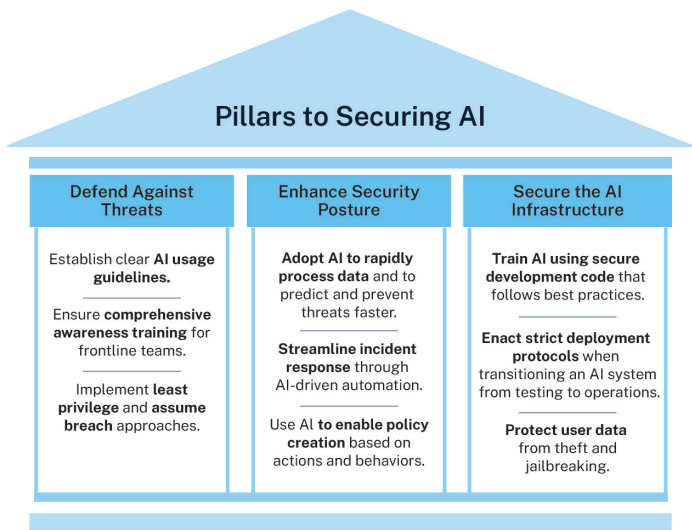 Pillars to Securing AI
Defend Against
Threats
Establish clear AI usage
guidelines.
Ensure comprehensive
awareness training for
frontline teams.
Implement least
privilege and assume
breach approaches.
Enhance Security
Posture
Adopt AI to rapidly
process data and to
predict and prevent
threats faster.
Streamline incident
response through
AI-driven automation.
Use AI to enable policy
creation based on
actions and behaviors.
Secure the AI
Infrastructure
Train AI using secure
development code that
follows best practices.
Enact strict deployment
protocols when
transitioning an AI system
from testing to operations.
Protect user data
from theft and
jailbreaking.